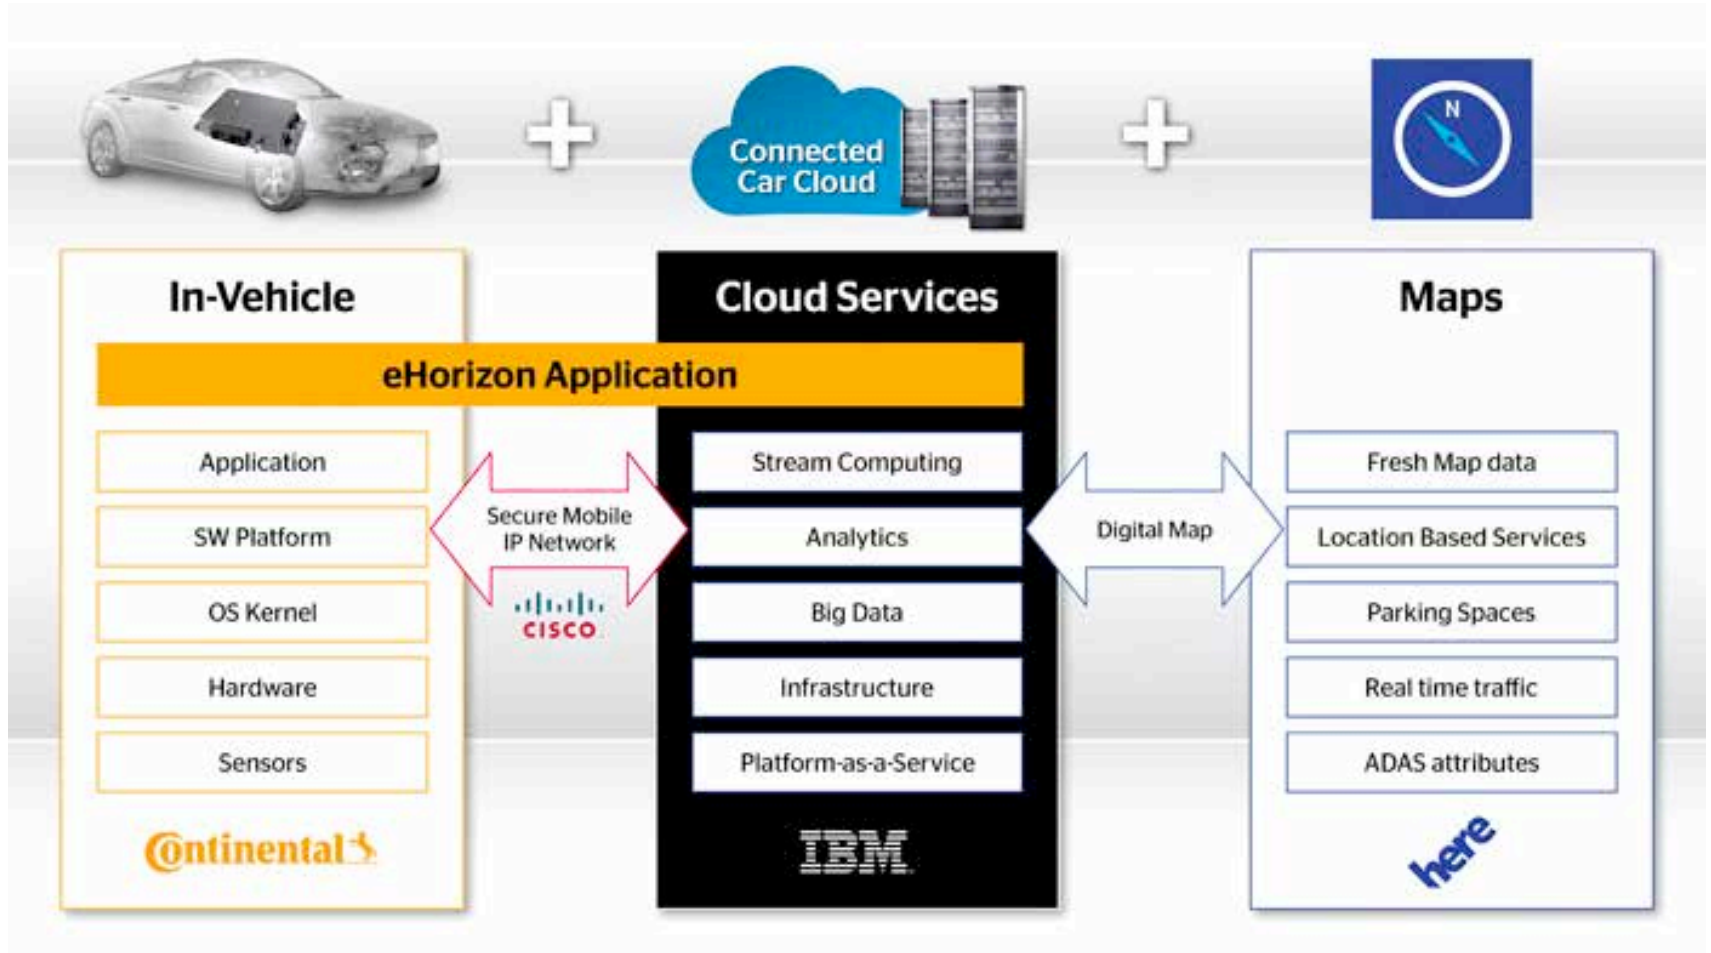 N
Connected
Car Cloud
In-Vehicle
Cloud Services
Maps
eHorizon Application
Application
SW Platform
OS Kernel
Hardware
Sensors
Continental
Secure Mobile
IP Network
CISCO
Stream Computing
Analytics
Big Data
Infrastructure
Platform-as-a-Service
IBM
Digital Map
Fresh Map data
Location Based Services
Parking Spaces
Real time traffic
ADAS attributes
here